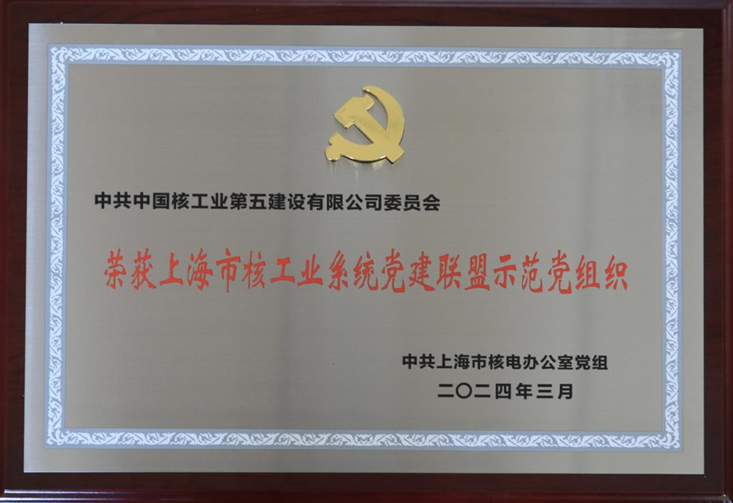 中共中国核工业第五建设有限公司委员会
荣获上海市核工业系统党建联盟示范党组织
中共上海市核电办公室党组
二〇二四年三月